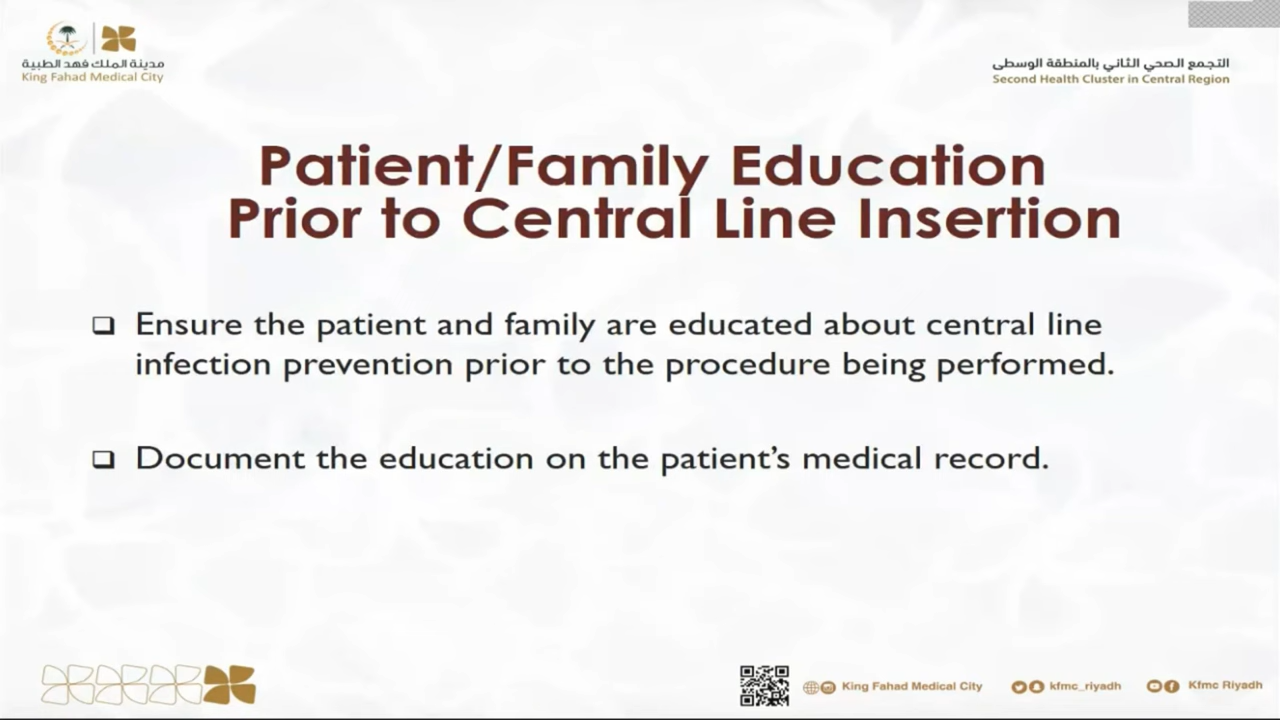 مدينة الملك فهد الطبية
King Fahad Medical City
التجمع الصحي الثاني بالمنطقة الوسطى
Second Health Cluster in Central Region
Patient/Family Education
Prior to Central Line Insertion
Ensure the patient and family are educated about central line
infection prevention prior to the procedure being performed.
Document the education on the patient’s medical record.
King Fahad Medical City
kfmc_riyadh
Kfmc Riyadh